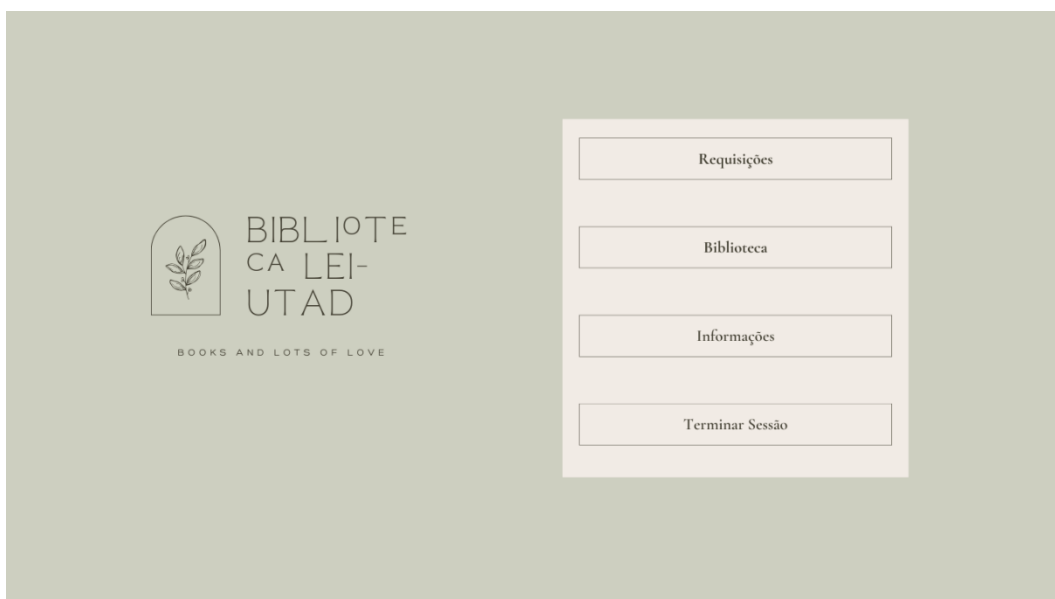 BIBLIOTE
CA LEI-
UTAD
BOOKS AND LOTS OF LOVE
Requisições
Biblioteca
Informações
Terminar Sessão